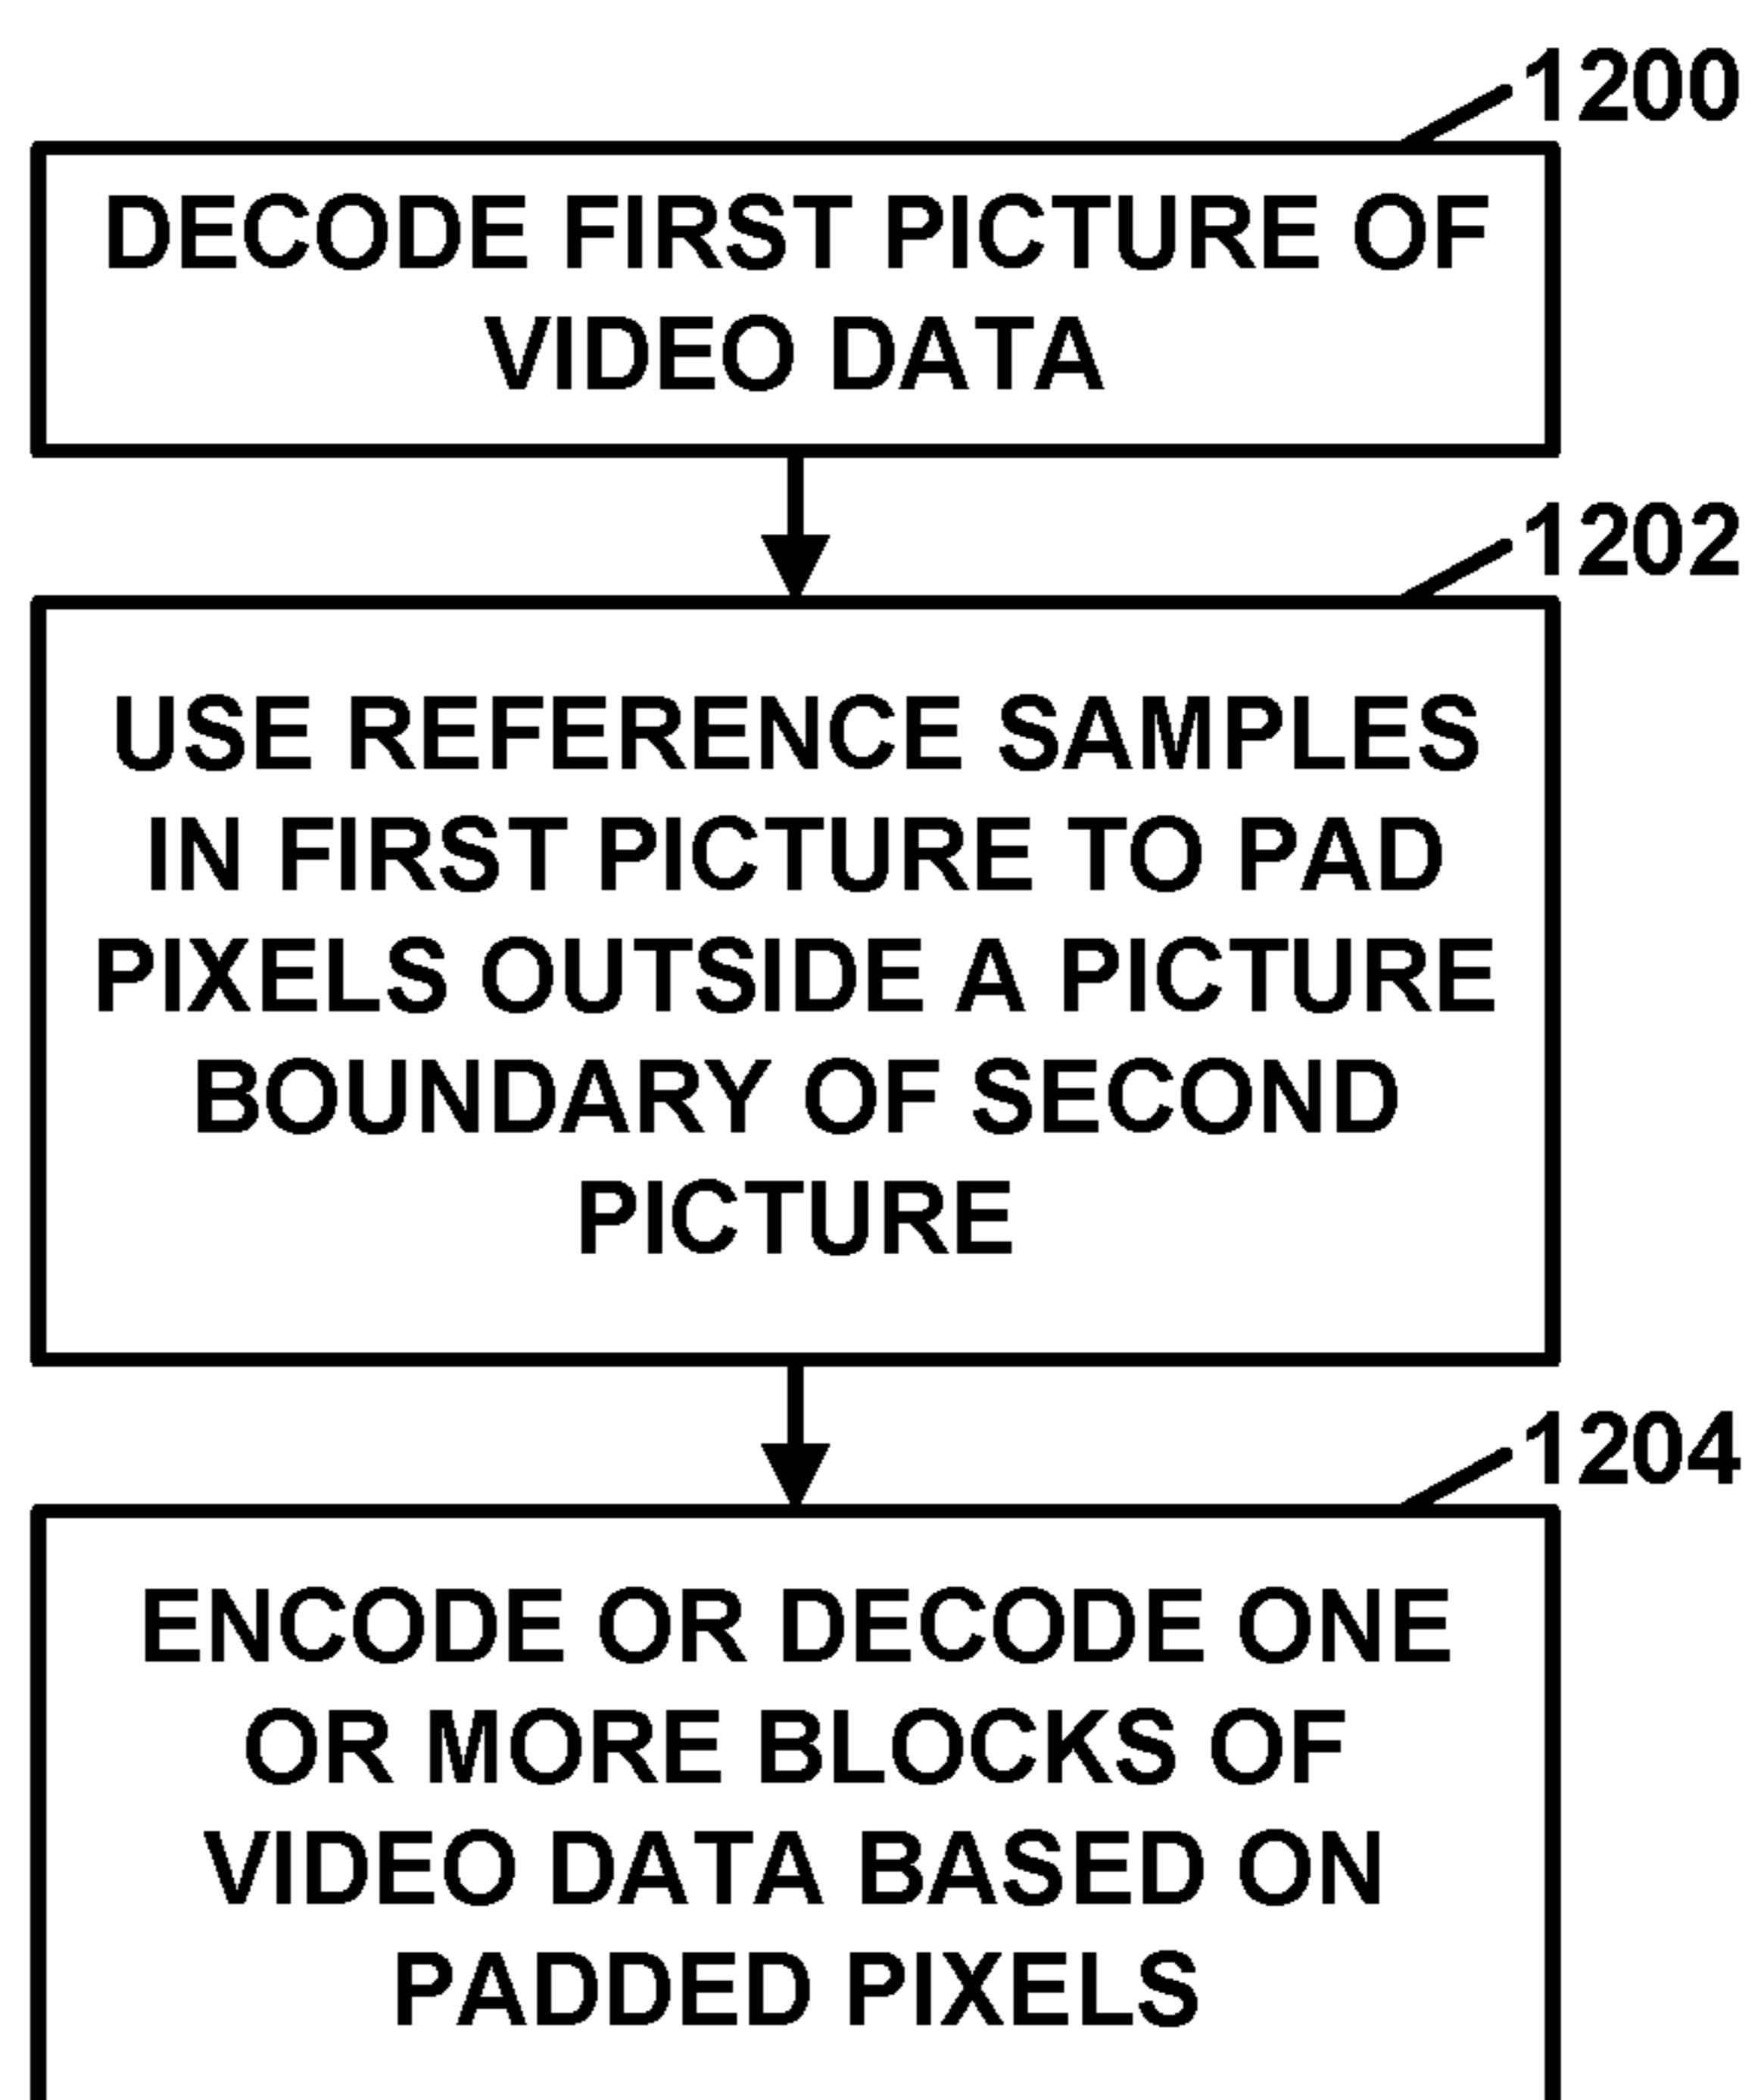 1200
DECODE FIRST PICTURE OF
VIDEO DATA
1202
USE REFERENCE SAMPLES
IN FIRST PICTURE TO PAD
PIXELS OUTSIDE A PICTURE
BOUNDARY OF SECOND
PICTURE
1204
ENCODE OR DECODE ONE
OR MORE BLOCKS OF
VIDEO DATA BASED ON
PADDED PIXELS